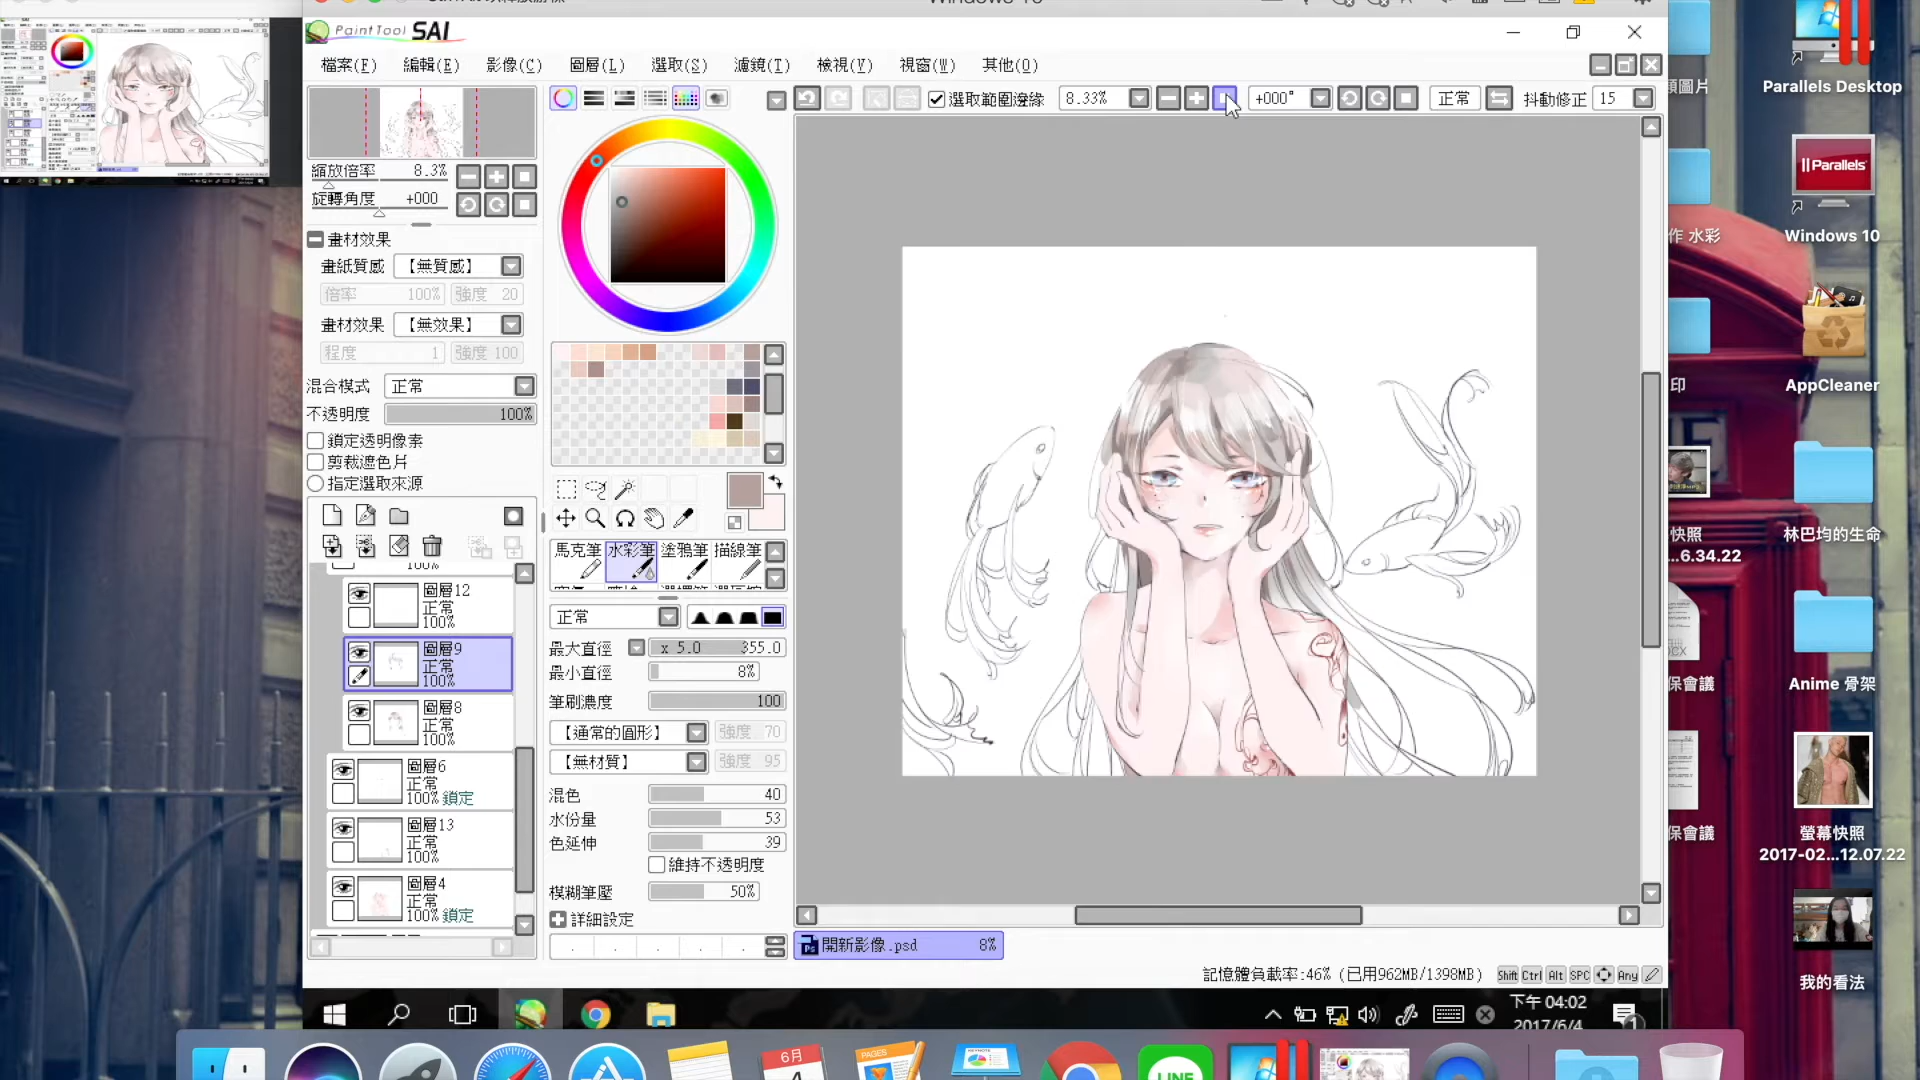 Windows 10
PaintTool SAI
檔案(F) 編輯(E) 影像(C) 圖層(L) 選取(S) 濾鏡(T) 檢視(V) 視窗(W) 其他(O)
選取範圍邊緣 8.33% +000° 正常 抖動修正 15
縮放倍率 8.3%
旋轉角度 +000
畫材效果
畫紙質感 【無質感】
倍率 100% 強度 20
畫材效果 【無效果】
程度 1 強度 100
混合模式 正常
不透明度 100%
鎖定透明像素
剪裁遮色片
指定選取來源
100%
圖層12
正常
100%
圖層9
正常
100%
圖層8
正常
100%
圖層6
正常
100% 鎖定
圖層13
正常
100%
圖層4
正常
100% 鎖定
馬克筆 水彩筆 塗鴉筆 描線筆
正常
最大直徑 x 5.0 355.0
最小直徑 8%
筆刷濃度 100
【通常的圓形】 強度 70
【無材質】 強度 95
混色 40
水份量 53
色延伸 39
維持不透明度
模糊筆壓 50%
詳細設定
開新影像.psd 8%
記憶體負載率:46% (已用962MB/1398MB) Shift Ctrl Alt SPC Any
下午 04:02
2017/6/4
1
Parallels Desktop
Parallels
Windows 10
AppCleaner
林巴均的生命
Anime 骨架
螢幕快照
2017-02...12.07.22
我的看法
圖片
作 水彩
印
快照
...6.34.22
DOCX
保會議
保會議
6月
4
PAGES
KEYNOTE
LINE